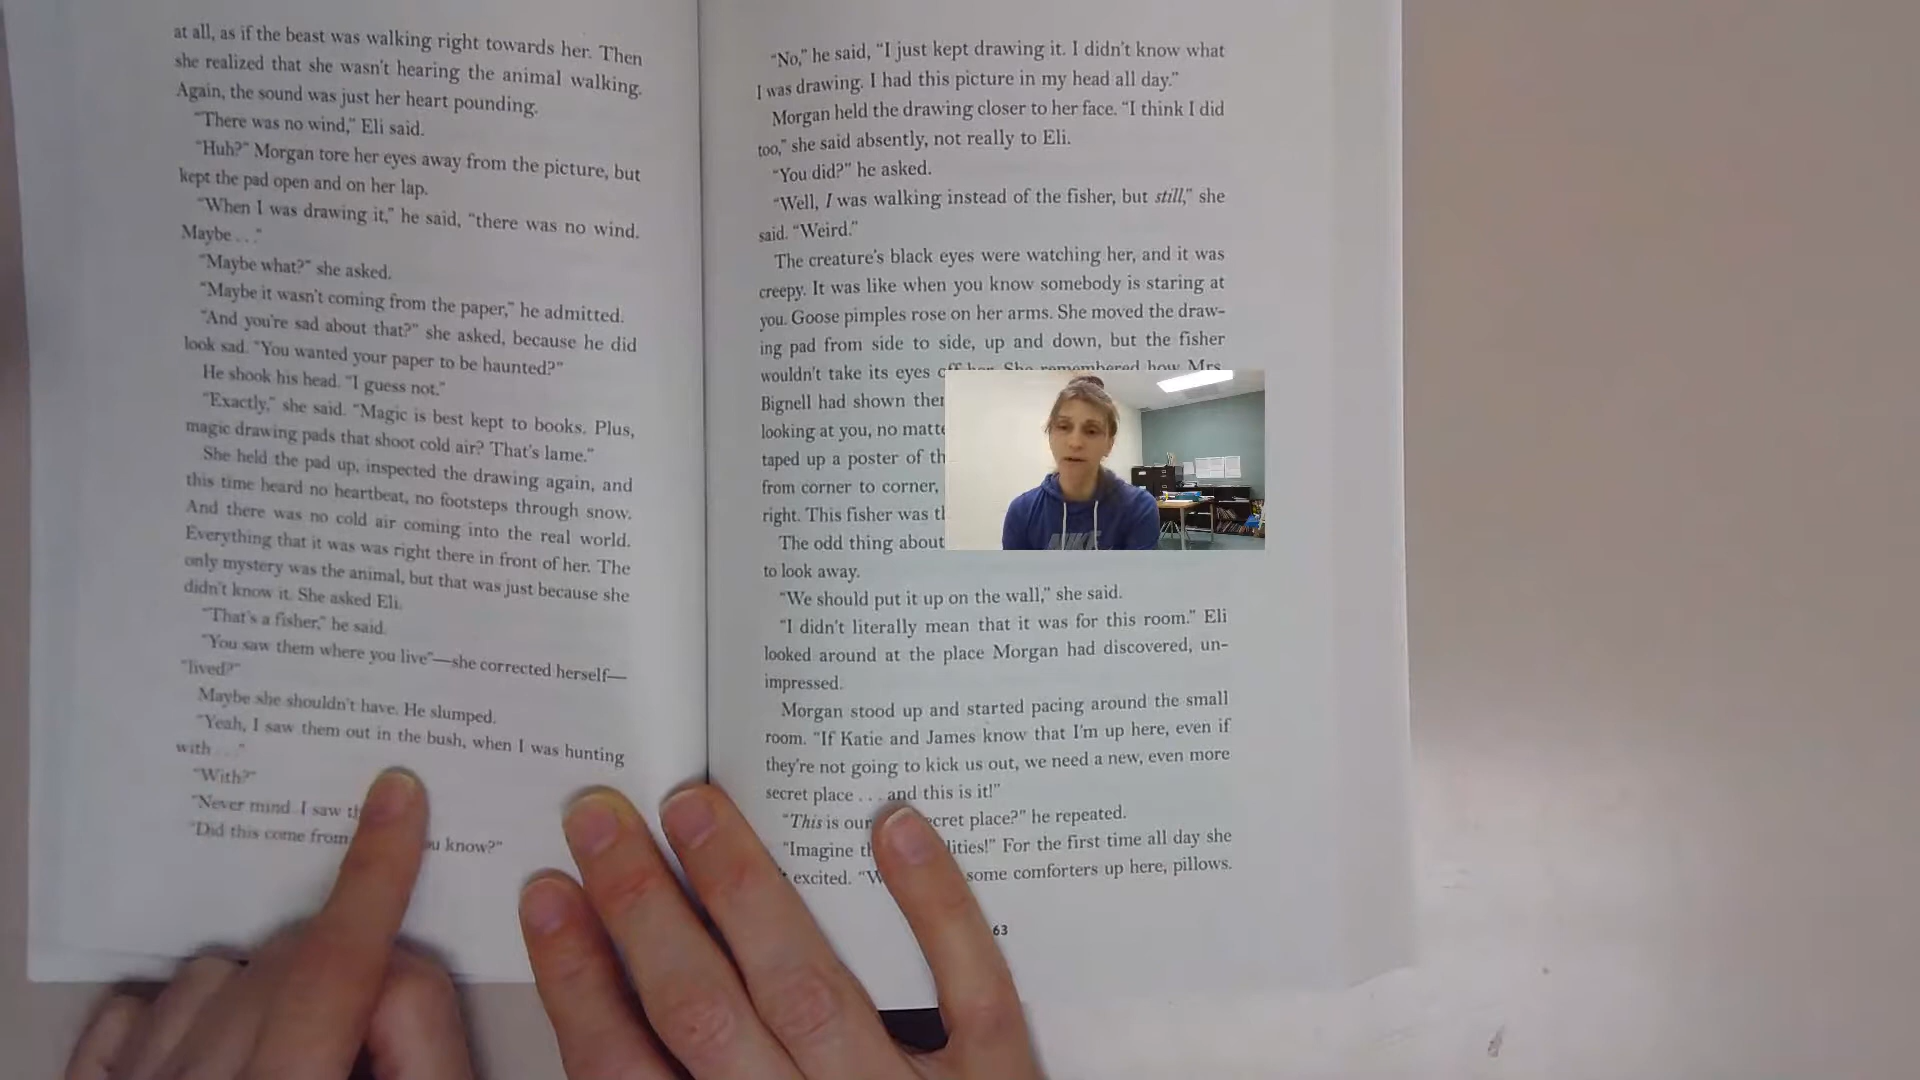 at all, as if the beast was walking right towards her. Then
she realized that she wasn't hearing the animal walking.
Again, the sound was just her heart pounding.
"There was no wind," Eli said.
"Huh?" Morgan tore her eyes away from the picture, but
kept the pad open and on her lap.
"When I was drawing it," he said, "there was no wind.
Maybe . . ."
"Maybe what?" she asked.
"Maybe it wasn't coming from the paper," he admitted.
"And you're sad about that?" she asked, because he did
look sad. "You wanted your paper to be haunted?"
He shook his head. "I guess not."
"Exactly," she said. "Magic is best kept to books. Plus,
magic drawing pads that shoot cold air? That's lame."
She held the pad up, inspected the drawing again, and
this time heard no heartbeat, no footsteps through snow.
And there was no cold air coming into the real world.
Everything that it was was right there in front of her. The
only mystery was the animal, but that was just because she
didn't know it. She asked Eli.
"That's a fisher," he said.
"You saw them where you live"—she corrected herself—
"lived?"
Maybe she shouldn't have. He slumped.
"Yeah, I saw them out in the bush, when I was hunting
with . . ."
"With?"
"Never mind. I saw
"Did this come from know?"
"No," he said, "I just kept drawing it. I didn't know what
I was drawing. I had this picture in my head all day."
Morgan held the drawing closer to her face. "I think I did
too," she said absently, not really to Eli.
"You did?" he asked.
"Well, I was walking instead of the fisher, but still," she
said. "Weird."
The creature's black eyes were watching her, and it was
creepy. It was like when you know somebody is staring at
you. Goose pimples rose on her arms. She moved the draw-
ing pad from side to side, up and down, but the fisher
wouldn't take its eyes off her. She remembered how Mrs.
Bignell had shown
looking at you, no
taped up a poster of
from corner to corner,
right. This fisher was
The odd thing about
to look away.
"We should put it up on the wall," she said.
"I didn't literally mean that it was for this room." Eli
looked around at the place Morgan had discovered, un-
impressed.
Morgan stood up and started pacing around the small
room. "If Katie and James know that I'm up here, even if
they're not going to kick us out, we need a new, even more
secret place . . . and this is it!"
"This is our secret place?" he repeated.
"Imagine For the first time all day she
excited. some comforters up here, pillows.
63
NIKE